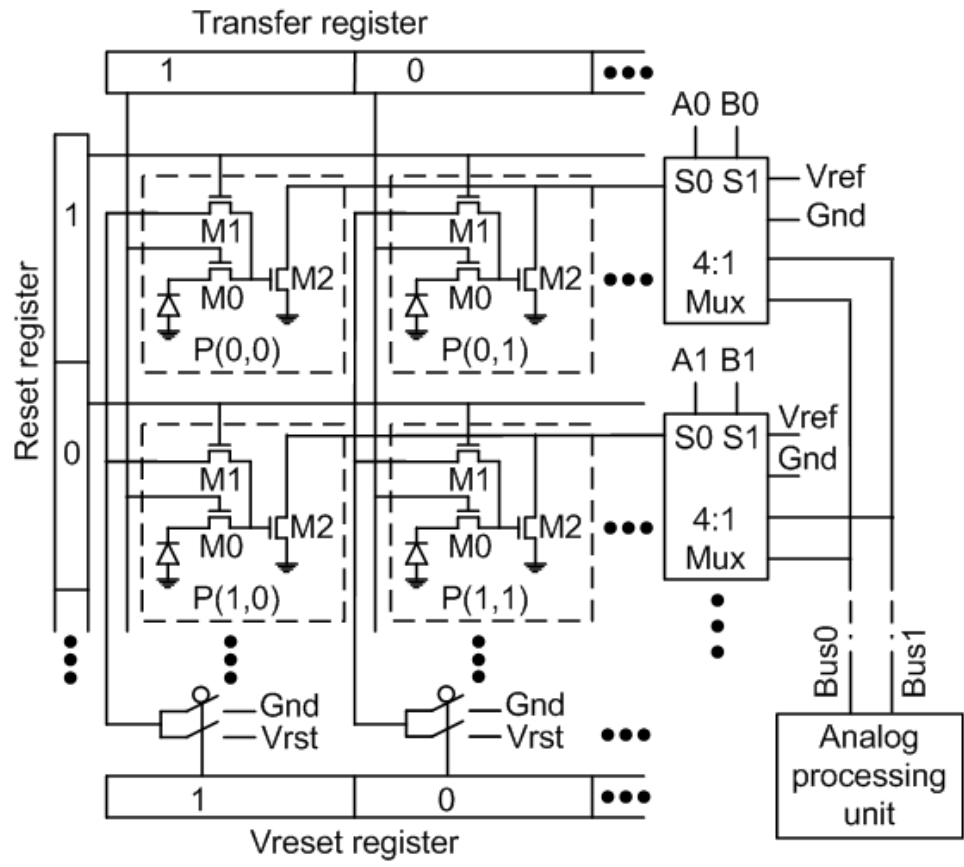 Transfer register
1 0
A0 B0
S0 S1
Vref
Gnd
4:1
Mux
Reset register
1
0
M1
M0
M2
P(0,0)
M1
M0
M2
P(0,1)
A1 B1
S0 S1
Vref
Gnd
4:1
Mux
M1
M0
M2
P(1,0)
M1
M0
M2
P(1,1)
Gnd
Vrst
Gnd
Vrst
Bus0
Bus1
Analog
processing
unit
1 0
Vreset register